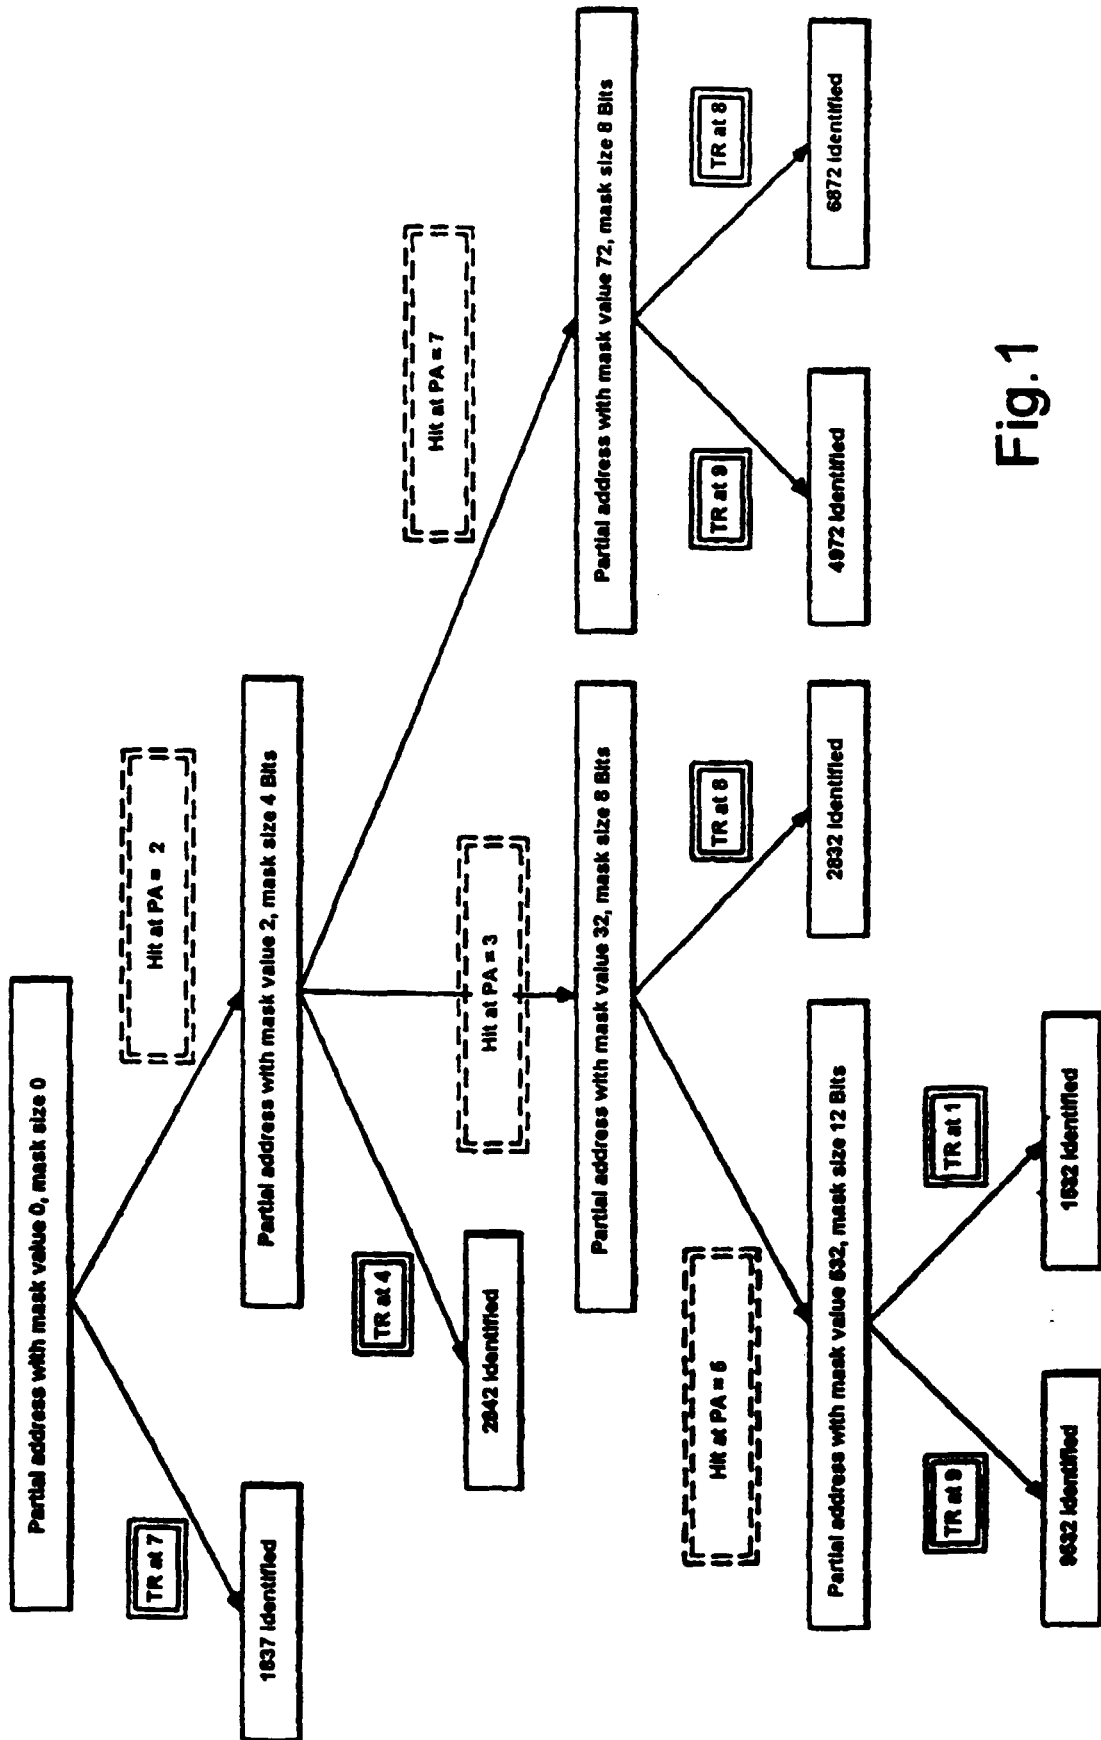 Partial address with mask value 0, mask size 0
TR at 7
Hit at PA = 2
Identified
Partial address with mask value 2, mask size 4 Bits
TR at 4
Hit at PA = 3
Hit at PA = 7
2842 Identified
Partial address with mask value 32, mask size 8 Bits
Partial address with mask value 72, mask size 8 Bits
Hit at PA = 5
TR at 8
TR at 9
TR at 8
Partial address with mask value 532, mask size 12 Bits
2832 Identified
4972 Identified
6872 Identified
TR at 9
TR at 1
9532 Identified
1532 Identified
Fig.1